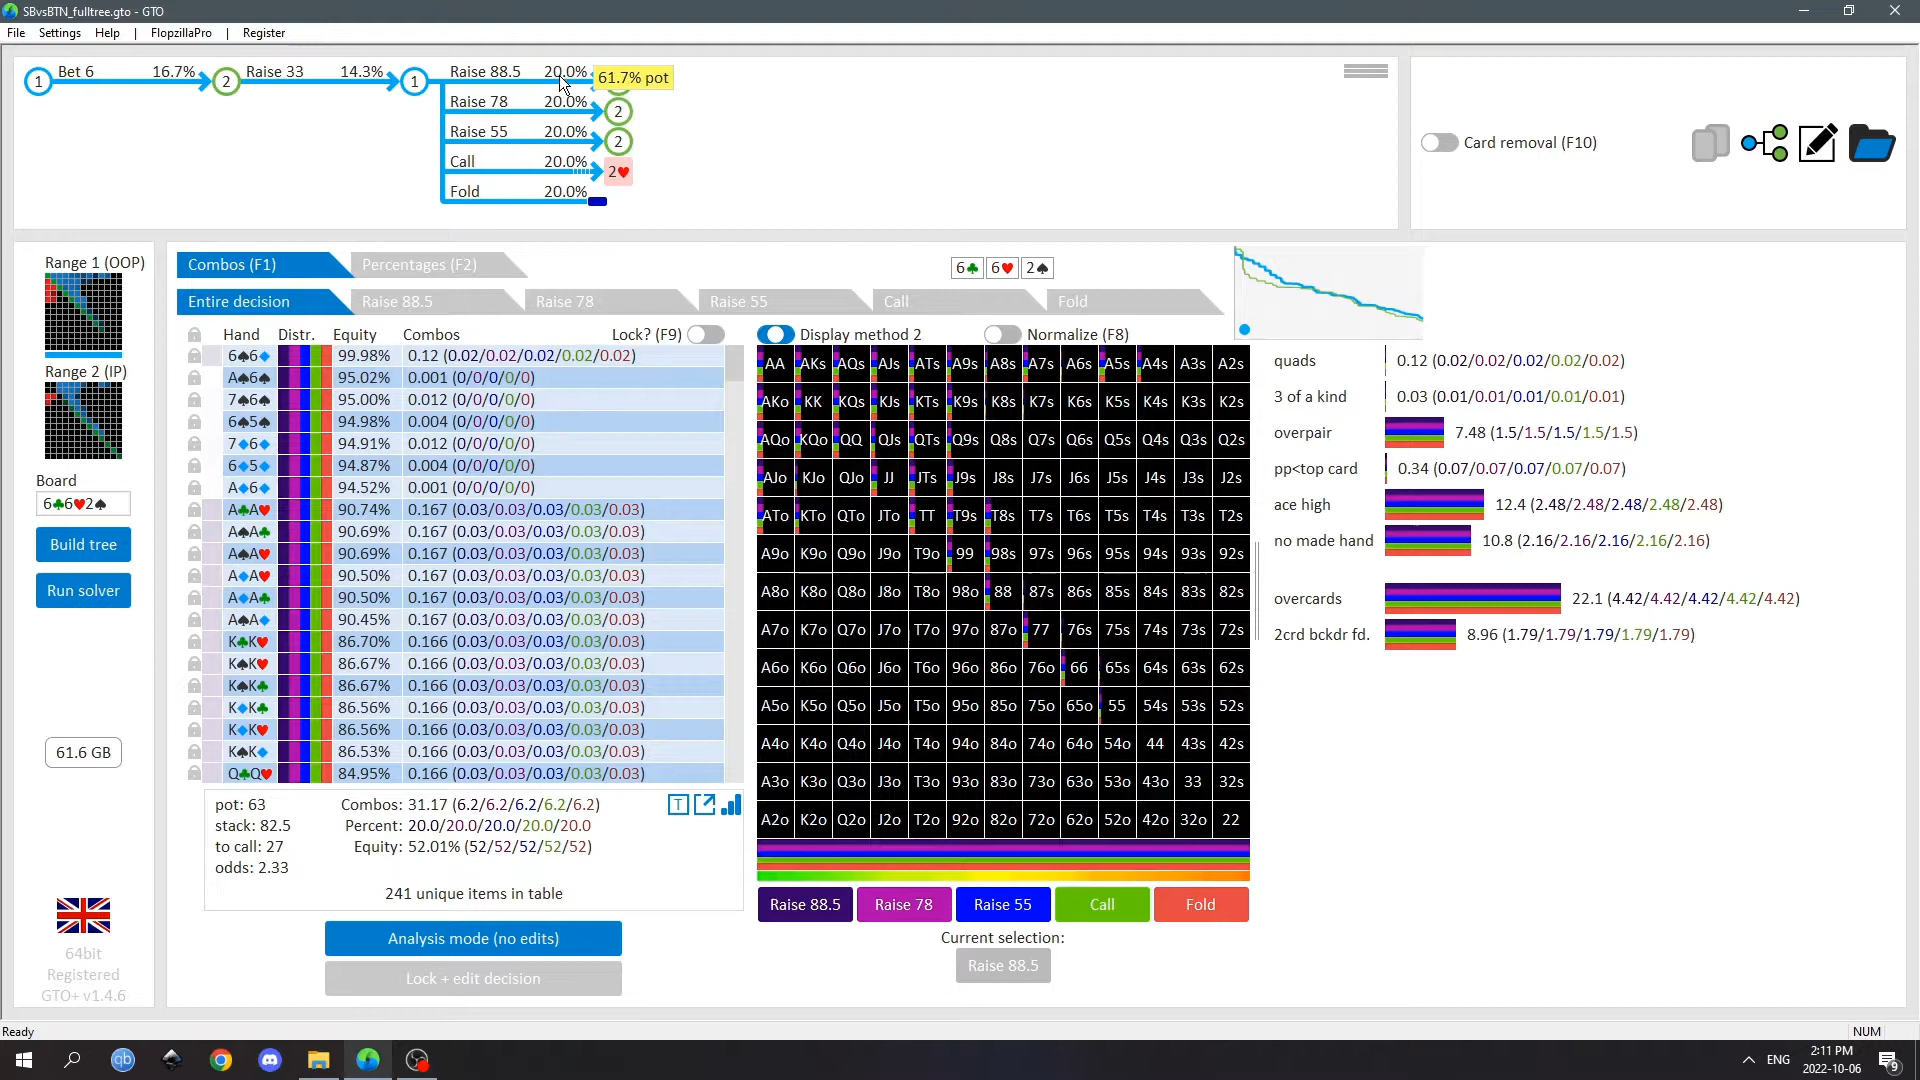 SBvsBTN_fulltree.gto - GTO
File Settings Help | FlopzillaPro | Register
1 Bet 6 16.7% 2 Raise 33 14.3% 1 Raise 88.5 20.0% 61.7% pot
Raise 78 20.0% 2
Raise 55 20.0% 2
Call 20.0% 2♥
Fold 20.0%
Card removal (F10)
Range 1 (OOP)
Range 2 (IP)
Board
6♣6♥2♠
Build tree
Run solver
61.6 GB
64bit
Registered
GTO+ v1.4.6
Combos (F1) Percentages (F2) 6♣ 6♥ 2♠
Entire decision Raise 88.5 Raise 78 Raise 55 Call Fold
Hand Distr. Equity Combos Lock? (F9)
6♠6♦ 99.98% 0.12 (0.02/0.02/0.02/0.02/0.02)
A♠6♠ 95.02% 0.001 (0/0/0/0/0)
7♠6♠ 95.00% 0.012 (0/0/0/0/0)
6♠5♠ 94.98% 0.004 (0/0/0/0/0)
7♦6♦ 94.91% 0.012 (0/0/0/0/0)
6♦5♦ 94.87% 0.004 (0/0/0/0/0)
A♦6♦ 94.52% 0.001 (0/0/0/0/0)
A♣A♥ 90.74% 0.167 (0.03/0.03/0.03/0.03/0.03)
A♠A♣ 90.69% 0.167 (0.03/0.03/0.03/0.03/0.03)
A♠A♥ 90.69% 0.167 (0.03/0.03/0.03/0.03/0.03)
A♦A♥ 90.50% 0.167 (0.03/0.03/0.03/0.03/0.03)
A♦A♣ 90.50% 0.167 (0.03/0.03/0.03/0.03/0.03)
A♠A♦ 90.45% 0.167 (0.03/0.03/0.03/0.03/0.03)
K♣K♥ 86.70% 0.166 (0.03/0.03/0.03/0.03/0.03)
K♠K♥ 86.67% 0.166 (0.03/0.03/0.03/0.03/0.03)
K♠K♣ 86.67% 0.166 (0.03/0.03/0.03/0.03/0.03)
K♦K♣ 86.56% 0.166 (0.03/0.03/0.03/0.03/0.03)
K♦K♥ 86.56% 0.166 (0.03/0.03/0.03/0.03/0.03)
K♠K♦ 86.53% 0.166 (0.03/0.03/0.03/0.03/0.03)
Q♣Q♥ 84.95% 0.166 (0.03/0.03/0.03/0.03/0.03)
pot: 63 Combos: 31.17 (6.2/6.2/6.2/6.2/6.2) T
stack: 82.5 Percent: 20.0/20.0/20.0/20.0/20.0
to call: 27 Equity: 52.01% (52/52/52/52/52)
odds: 2.33
241 unique items in table
Analysis mode (no edits)
Lock + edit decision
Display method 2 Normalize (F8)
AA AKs AQs AJs ATs A9s A8s A7s A6s A5s A4s A3s A2s
AKo KK KQs KJs KTs K9s K8s K7s K6s K5s K4s K3s K2s
AQo KQo QQ QJs QTs Q9s Q8s Q7s Q6s Q5s Q4s Q3s Q2s
AJo KJo QJo JJ JTs J9s J8s J7s J6s J5s J4s J3s J2s
ATo KTo QTo JTo TT T9s T8s T7s T6s T5s T4s T3s T2s
A9o K9o Q9o J9o T9o 99 98s 97s 96s 95s 94s 93s 92s
A8o K8o Q8o J8o T8o 98o 88 87s 86s 85s 84s 83s 82s
A7o K7o Q7o J7o T7o 97o 87o 77 76s 75s 74s 73s 72s
A6o K6o Q6o J6o T6o 96o 86o 76o 66 65s 64s 63s 62s
A5o K5o Q5o J5o T5o 95o 85o 75o 65o 55 54s 53s 52s
A4o K4o Q4o J4o T4o 94o 84o 74o 64o 54o 44 43s 42s
A3o K3o Q3o J3o T3o 93o 83o 73o 63o 53o 43o 33 32s
A2o K2o Q2o J2o T2o 92o 82o 72o 62o 52o 42o 32o 22
Raise 88.5 Raise 78 Raise 55 Call Fold
Current selection:
Raise 88.5
quads 0.12 (0.02/0.02/0.02/0.02/0.02)
3 of a kind 0.03 (0.01/0.01/0.01/0.01/0.01)
overpair 7.48 (1.5/1.5/1.5/1.5/1.5)
pp<top card 0.34 (0.07/0.07/0.07/0.07/0.07)
ace high 12.4 (2.48/2.48/2.48/2.48/2.48)
no made hand 10.8 (2.16/2.16/2.16/2.16/2.16)
overcards 22.1 (4.42/4.42/4.42/4.42/4.42)
2crd bckdr fd. 8.96 (1.79/1.79/1.79/1.79/1.79)
Ready NUM
qb ENG 2:11 PM
2022-10-06 9